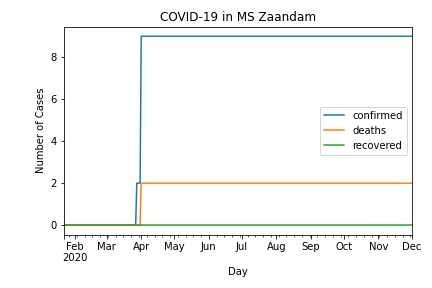 COVID-19 in MS Zaandam
Number of Cases
8
6
4
2
0
confirmed
deaths
recovered
Feb Mar Apr May Jun Jul Aug Sep Oct Nov Dec
2020
Day